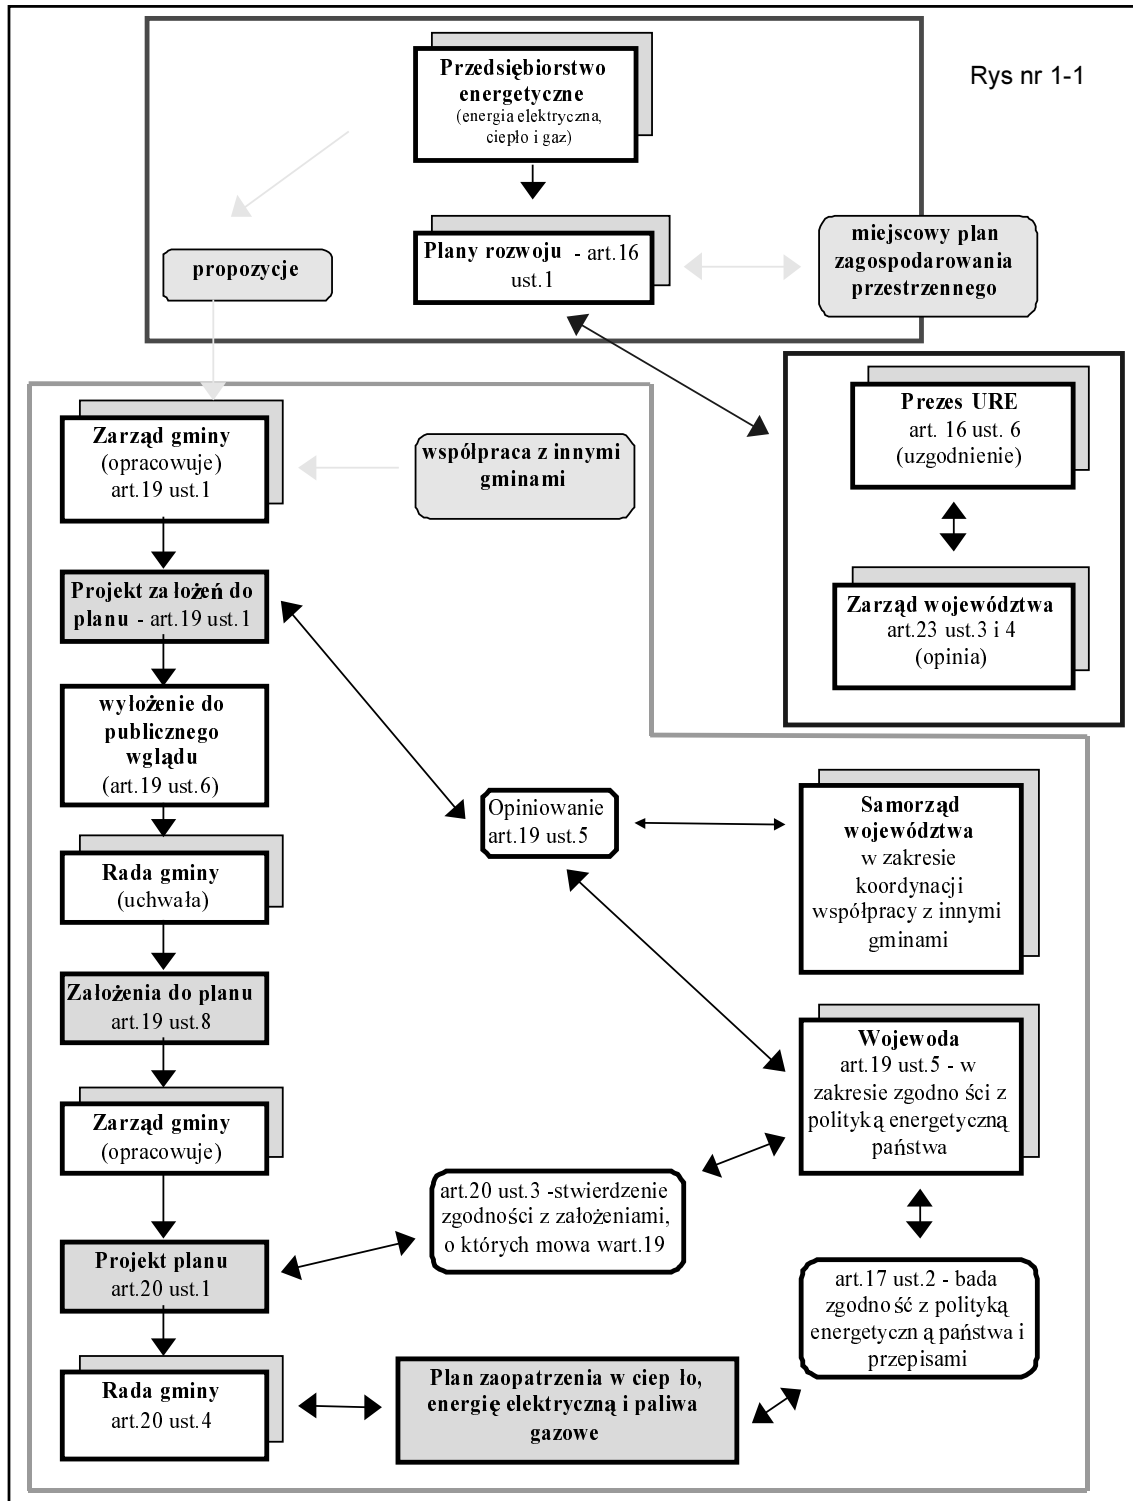 Rys nr 1-1
Przedsiębiorstwo
energetyczne
(energia elektryczna,
ciepło i gaz)
Plany rozwoju - art.16
ust.1
miejscowy plan
zagospodarowania
przestrzennego
propozycje
Prezes URE
art. 16 ust. 6
(uzgodnienie)
Zarząd województwa
art.23 ust.3 i 4
(opinia)
Zarząd gminy
(opracowuje)
art.19 ust.1
współpraca z innymi
gminami
Projekt za łożeń do
planu - art.19 ust.1
wyłożenie do
publicznego
wglądu
(art.19 ust.6)
Opiniowanie
art.19 ust.5
Samorząd
województwa
w zakresie
koordynacji
współpracy z innymi
gminami
Rada gminy
(uchwała)
Założenia do planu
art.19 ust.8
Wojewoda
art.19 ust.5 - w
zakresie zgodno ści z
polityką energetyczną
państwa
Zarząd gminy
(opracowuje)
art.20 ust.3 -stwierdzenie
zgodności z założeniami,
o których mowa wart.19
Projekt planu
art.20 ust.1
art.17 ust.2 - bada
zgodność z polityką
energetyczn ą państwa i
przepisami
Rada gminy
art.20 ust.4
Plan zaopatrzenia w ciep ło,
energię elektryczną i paliwa
gazowe